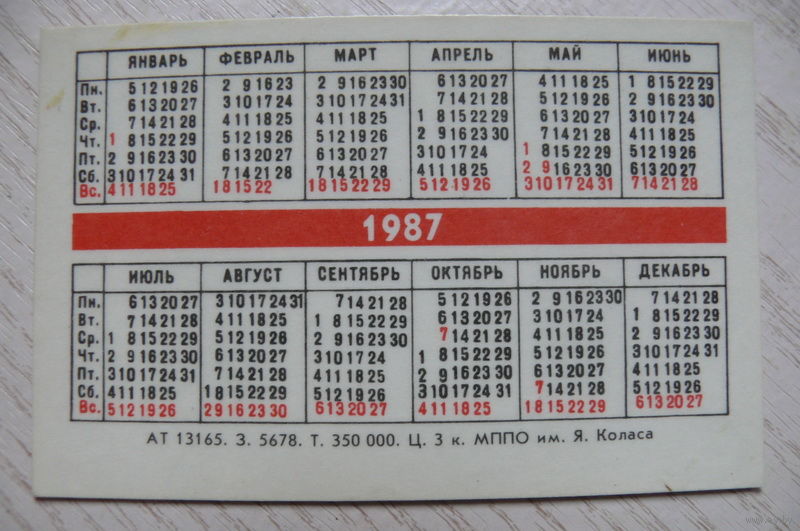 ЯНВАРЬ ФЕВРАЛЬ МАРТ АПРЕЛЬ МАЙ ИЮНЬ
Пн. 5 12 19 26 2 9 16 23 2 9 16 23 30 6 13 20 27 4 11 18 25 1 8 15 22 29
Вт. 6 13 20 27 3 10 17 24 3 10 17 24 31 7 14 21 28 5 12 19 26 2 9 16 23 30
Ср. 7 14 21 28 4 11 18 25 4 11 18 25 1 8 15 22 29 6 13 20 27 3 10 17 24
Чт. 1 8 15 22 29 5 12 19 26 5 12 19 26 2 9 16 23 30 7 14 21 28 4 11 18 25
Пт. 2 9 16 23 30 6 13 20 27 6 13 20 27 3 10 17 24 1 8 15 22 29 5 12 19 26
Сб. 3 10 17 24 31 7 14 21 28 7 14 21 28 4 11 18 25 2 9 16 23 30 6 13 20 27
Вс. 4 11 18 25 1 8 15 22 1 8 15 22 29 5 12 19 26 3 10 17 24 31 7 14 21 28
1987
ИЮЛЬ АВГУСТ СЕНТЯБРЬ ОКТЯБРЬ НОЯБРЬ ДЕКАБРЬ
Пн. 6 13 20 27 3 10 17 24 31 7 14 21 28 5 12 19 26 2 9 16 23 30 7 14 21 28
Вт. 7 14 21 28 4 11 18 25 1 8 15 22 29 6 13 20 27 3 10 17 24 1 8 15 22 29
Ср. 1 8 15 22 29 5 12 19 26 2 9 16 23 30 7 14 21 28 4 11 18 25 2 9 16 23 30
Чт. 2 9 16 23 30 6 13 20 27 3 10 17 24 1 8 15 22 29 5 12 19 26 3 10 17 24 31
Пт. 3 10 17 24 31 7 14 21 28 4 11 18 25 2 9 16 23 30 6 13 20 27 4 11 18 25
Сб. 4 11 18 25 1 8 15 22 29 5 12 19 26 3 10 17 24 31 7 14 21 28 5 12 19 26
Вс. 5 12 19 26 2 9 16 23 30 6 13 20 27 4 11 18 25 1 8 15 22 29 6 13 20 27
АТ 13165. З. 5678. Т. 350 000. Ц. 3 к. МППО им. Я. Коласа